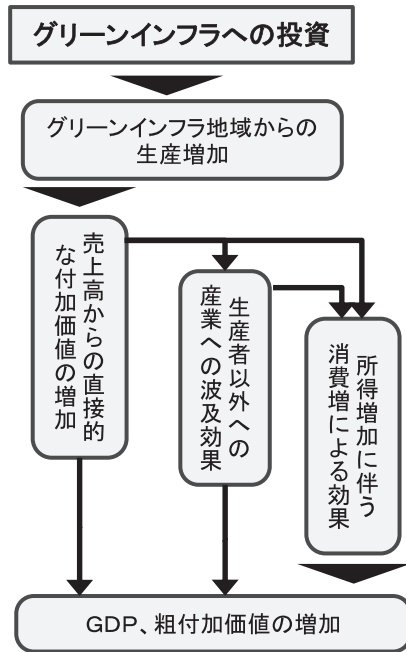 グリーンインフラへの投資
グリーンインフラ地域からの
生産増加
売上高からの直接的
な付加価値の増加
生産者以外への
産業への波及効果
所得増加に伴う
消費増による効果
GDP、粗付加価値の増加